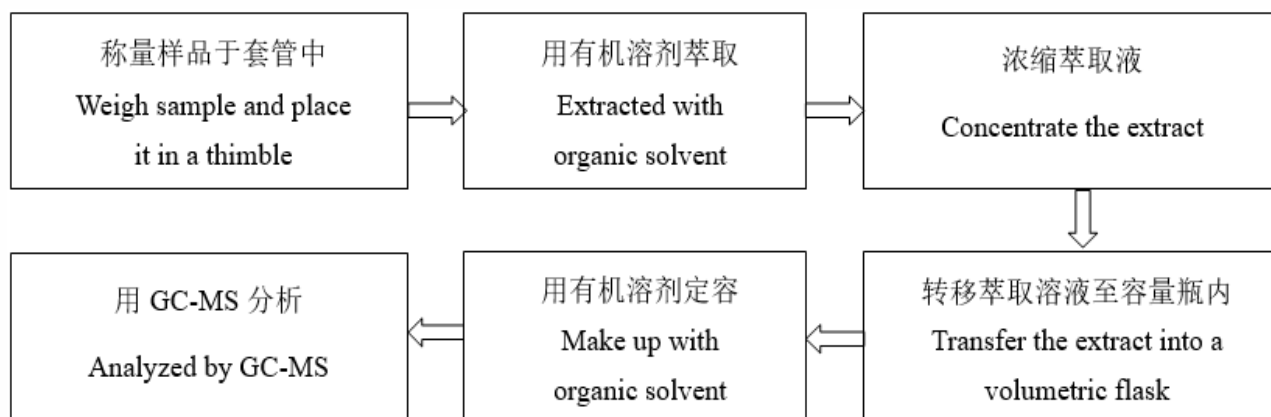 称量样品于套管中
Weigh sample and place
it in a thimble
用有机溶剂萃取
Extracted with
organic solvent
浓缩萃取液
Concentrate the extract
转移萃取溶液至容量瓶内
Transfer the extract into a
volumetric flask
用有机溶剂定容
Make up with
organic solvent
用 GC-MS 分析
Analyzed by GC-MS